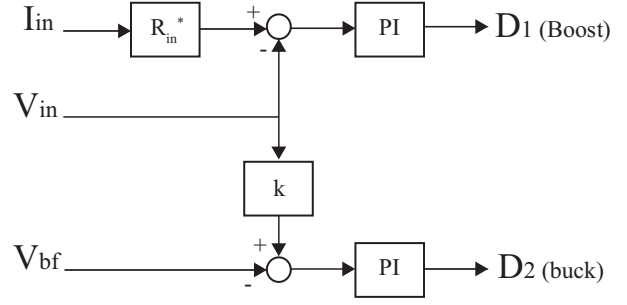 Iin R_in^* + - PI D1 (Boost)
Vin
k
Vbf + - PI D2 (buck)